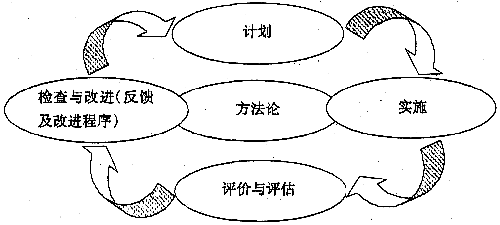 计划
检查与改进(反馈
及改进程序)
方法论
实施
评价与评估